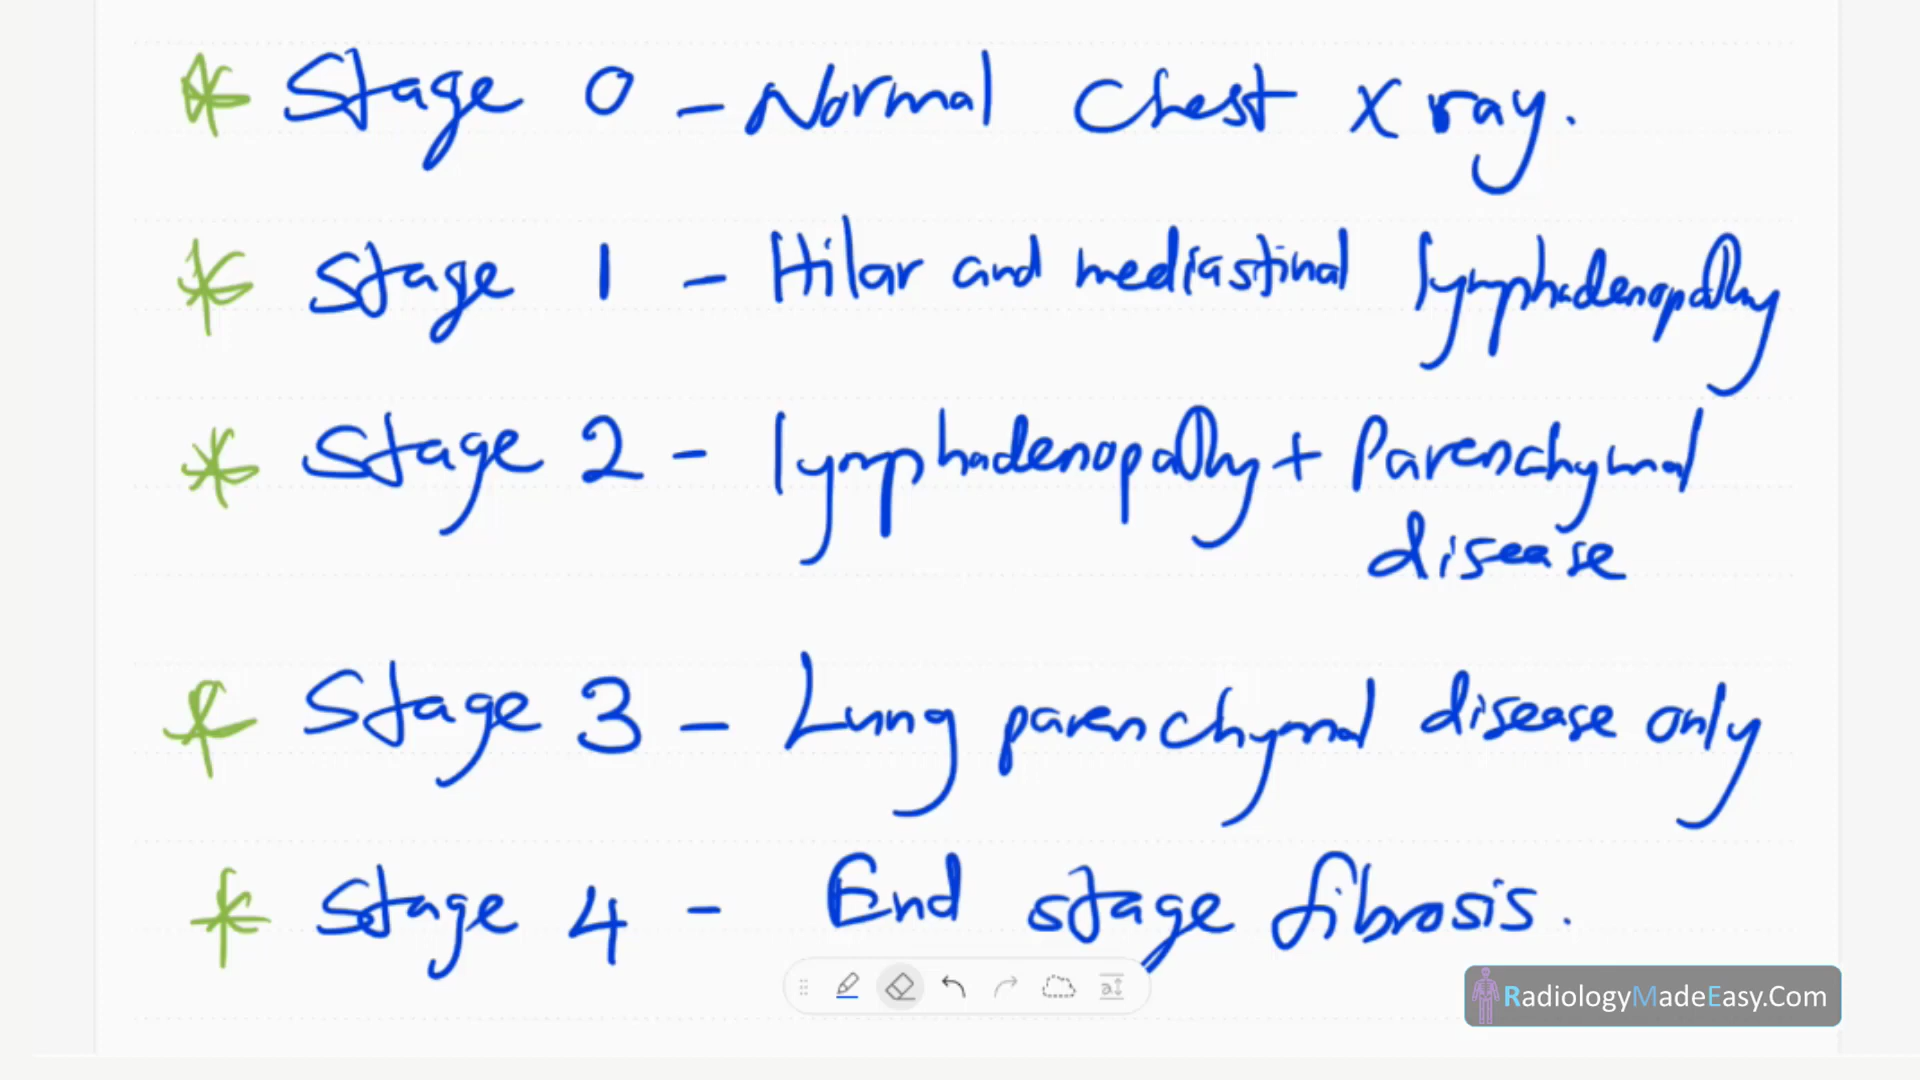 * Stage 0 - Normal Chest X ray.
* Stage 1 - Hilar and mediastinal lymphadenopathy
* Stage 2 - lymphadenopathy + Parenchymal
disease
* Stage 3 - Lung parenchymal disease only
* Stage 4 - End stage fibrosis.
a
RadiologyMadeEasy.Com